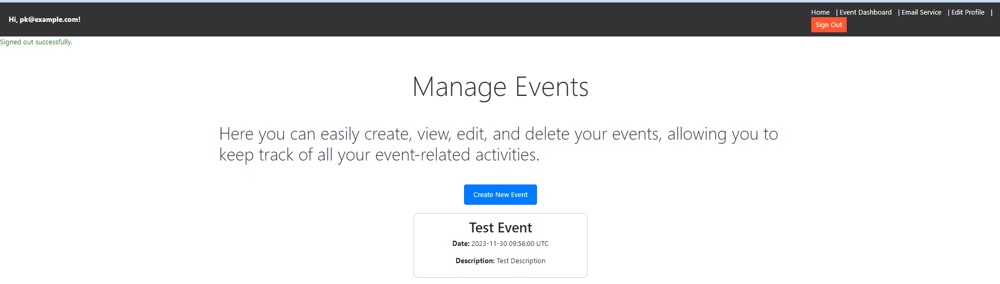 Hi, pk@example.com!
Home | Event Dashboard | Email Service | Edit Profile |
Sign Out
Signed out successfully.
Manage Events
Here you can easily create, view, edit, and delete your events, allowing you to
keep track of all your event-related activities.
Create New Event
Test Event
Date: 2023-11-30 09:56:00 UTC
Description: Test Description